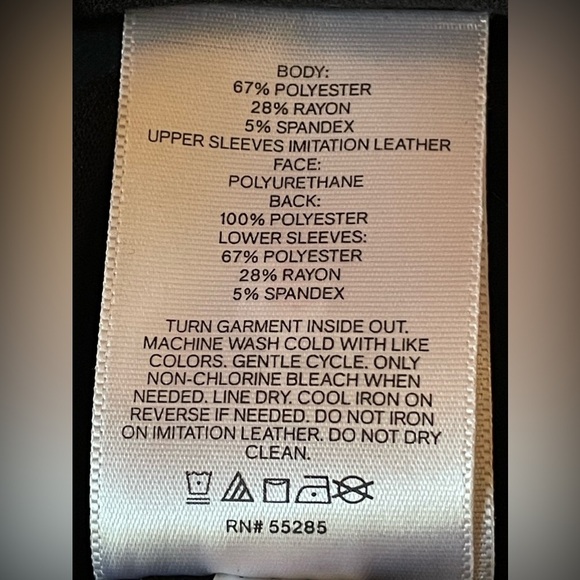 BODY:
67% POLYESTER
28% RAYON
5% SPANDEX
UPPER SLEEVES IMITATION LEATHER
FACE:
POLYURETHANE
BACK:
100% POLYESTER
LOWER SLEEVES:
67% POLYESTER
28% RAYON
5% SPANDEX
TURN GARMENT INSIDE OUT.
MACHINE WASH COLD WITH LIKE
COLORS. GENTLE CYCLE. ONLY
NON-CHLORINE BLEACH WHEN
NEEDED. LINE DRY. COOL IRON ON
REVERSE IF NEEDED. DO NOT IRON
ON IMITATION LEATHER. DO NOT DRY
CLEAN.
RN# 55285